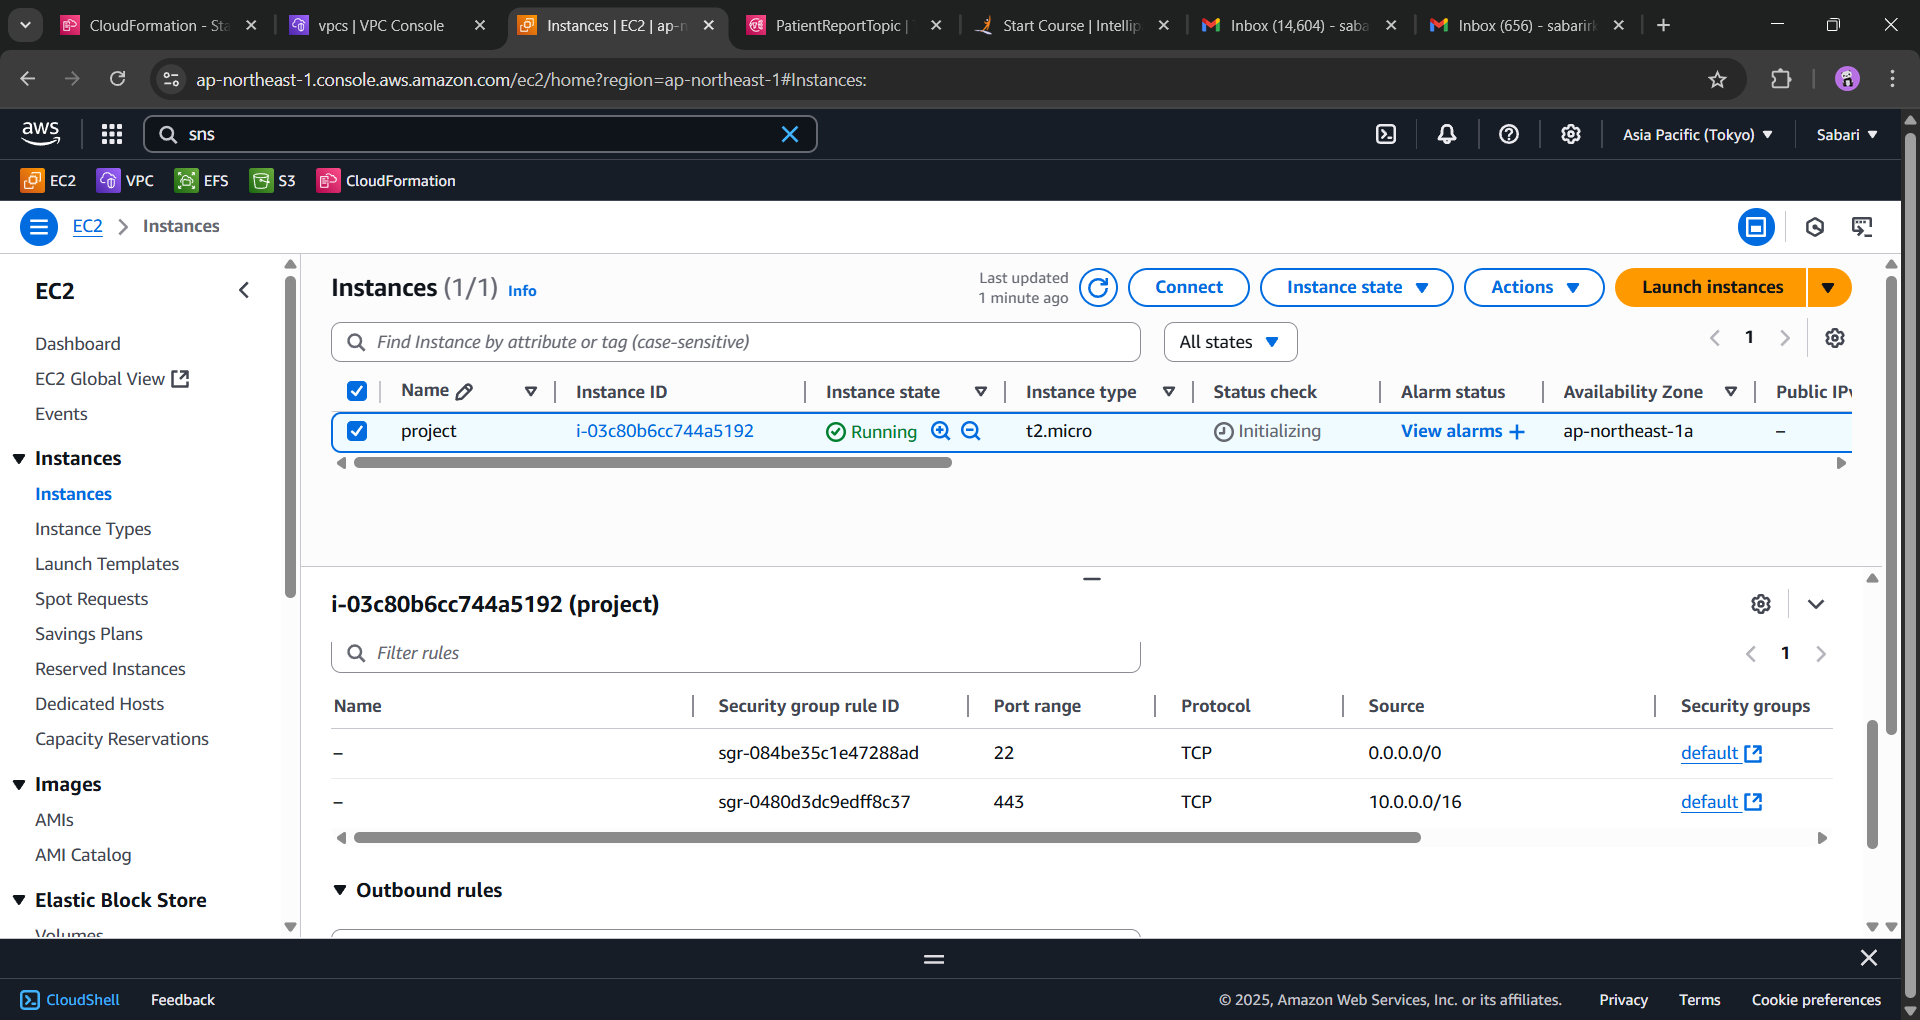 CloudFormation - Sta
vpcs | VPC Console
Instances | EC2 | ap-n
PatientReportTopic |
Start Course | Intellip
Inbox (14,604) - saba
Inbox (656) - sabarirk
ap-northeast-1.console.aws.amazon.com/ec2/home?region=ap-northeast-1#Instances:
aws
sns
Asia Pacific (Tokyo)
Sabari
EC2 VPC EFS S3 CloudFormation
EC2 Instances
EC2
Dashboard
EC2 Global View
Events
Instances
Instances
Instance Types
Launch Templates
Spot Requests
Savings Plans
Reserved Instances
Dedicated Hosts
Capacity Reservations
Images
AMIs
AMI Catalog
Elastic Block Store
Volumes
Instances (1/1) Info
Last updated
1 minute ago
Connect
Instance state
Actions
Launch instances
Find Instance by attribute or tag (case-sensitive)
All states
1
Name Instance ID Instance state Instance type Status check Alarm status Availability Zone Public IPv
project i-03c80b6cc744a5192 Running t2.micro Initializing View alarms + ap-northeast-1a –
i-03c80b6cc744a5192 (project)
Filter rules
1
Name Security group rule ID Port range Protocol Source Security groups
– sgr-084be35c1e47288ad 22 TCP 0.0.0.0/0 default
– sgr-0480d3dc9edff8c37 443 TCP 10.0.0.0/16 default
Outbound rules
CloudShell Feedback © 2025, Amazon Web Services, Inc. or its affiliates. Privacy Terms Cookie preferences